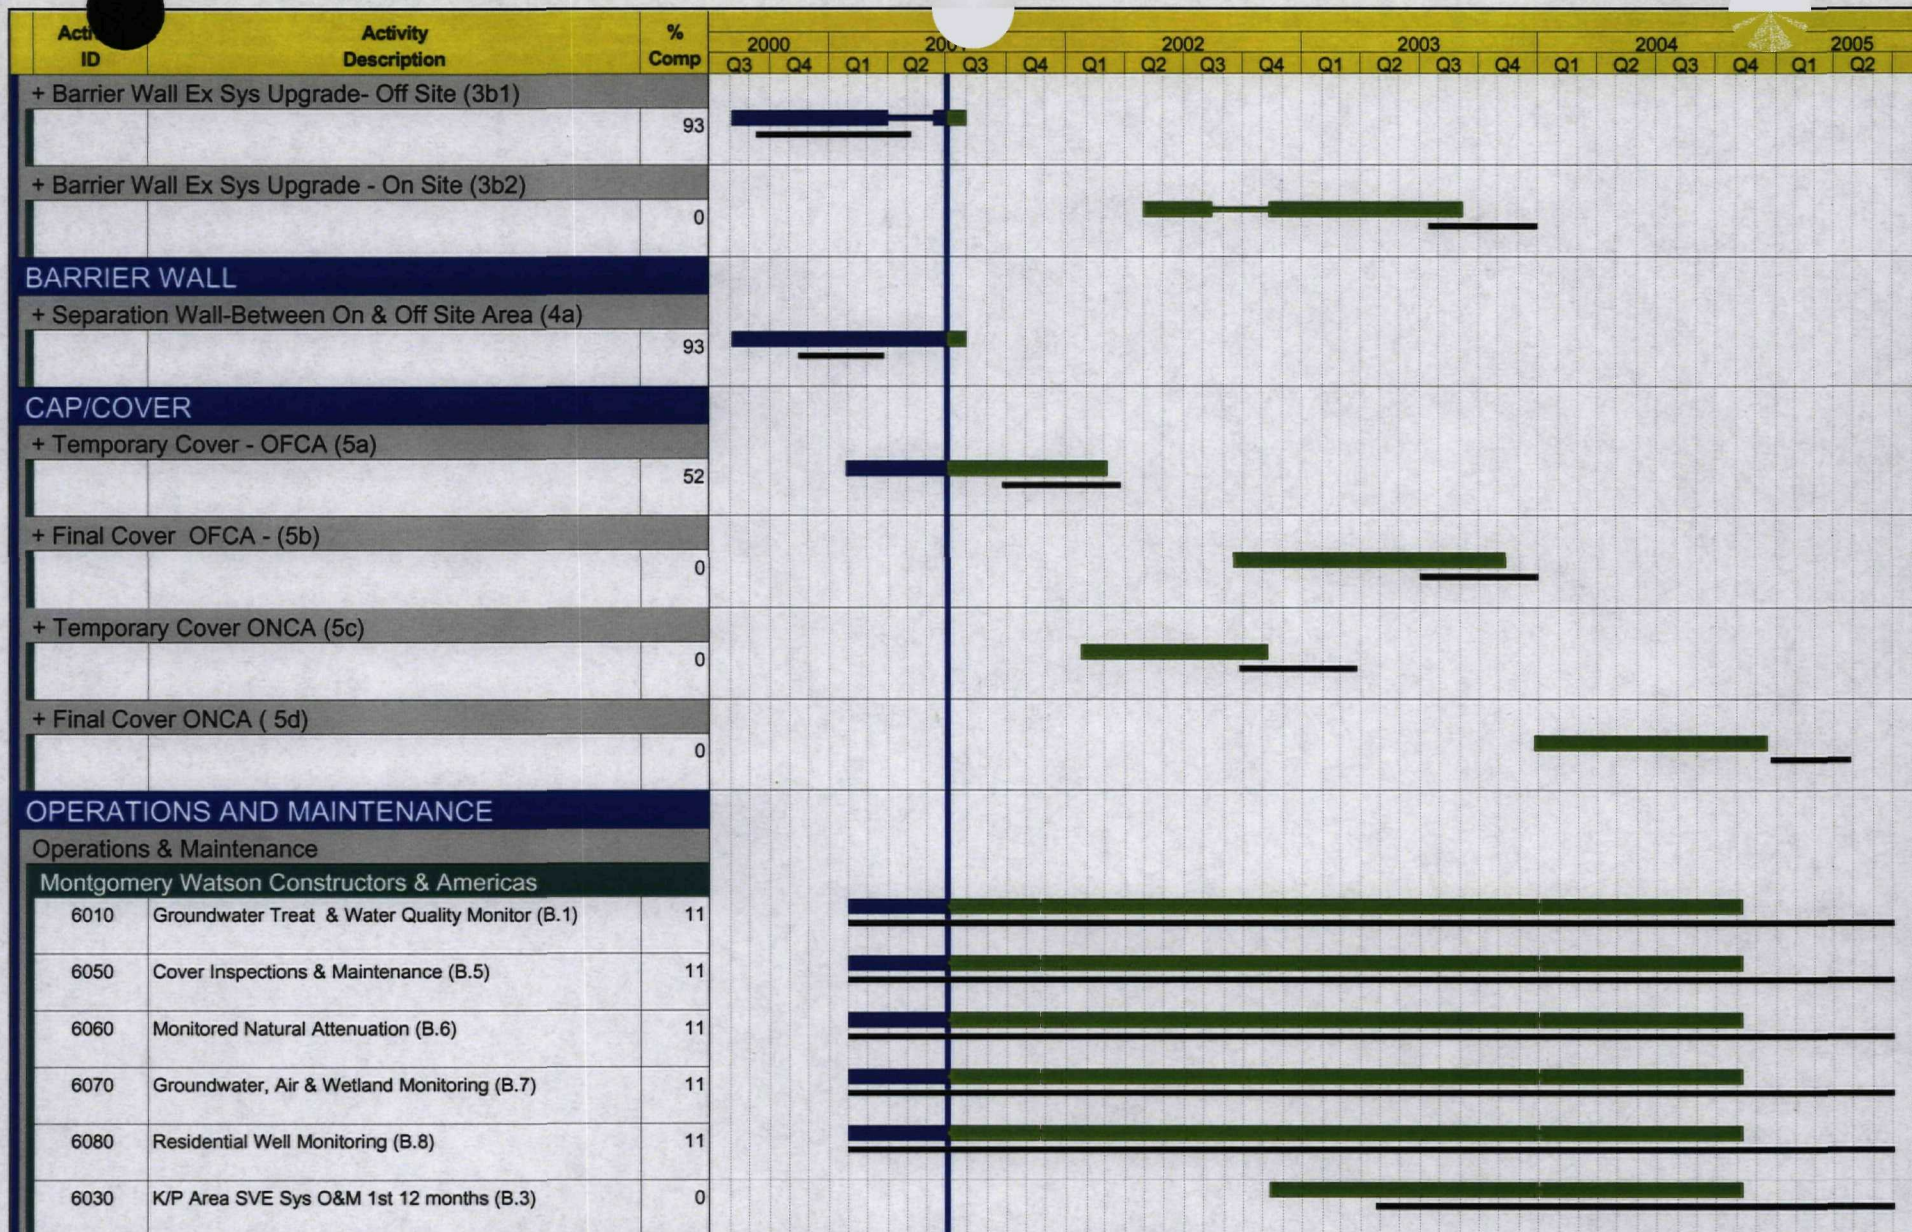 Activity % 
ID Description Comp
2000 2002 2003 2004 2005
Q3 Q4 Q1 Q2 Q3 Q4 Q1 Q2 Q3 Q4 Q1 Q2 Q3 Q4 Q1 Q2 Q3 Q4 Q1 Q2
+ Barrier Wall Ex Sys Upgrade- Off Site (3b1)
93
+ Barrier Wall Ex Sys Upgrade - On Site (3b2)
0
BARRIER WALL
+ Separation Wall-Between On & Off Site Area (4a)
93
CAP/COVER
+ Temporary Cover - OFCA (5a)
52
+ Final Cover OFCA - (5b)
0
+ Temporary Cover ONCA (5c)
0
+ Final Cover ONCA ( 5d)
0
OPERATIONS AND MAINTENANCE
Operations & Maintenance
Montgomery Watson Constructors & Americas
6010 Groundwater Treat & Water Quality Monitor (B.1) 11
6050 Cover Inspections & Maintenance (B.5) 11
6060 Monitored Natural Attenuation (B.6) 11
6070 Groundwater, Air & Wetland Monitoring (B.7) 11
6080 Residential Well Monitoring (B.8) 11
6030 K/P Area SVE Sys O&M 1st 12 months (B.3) 0